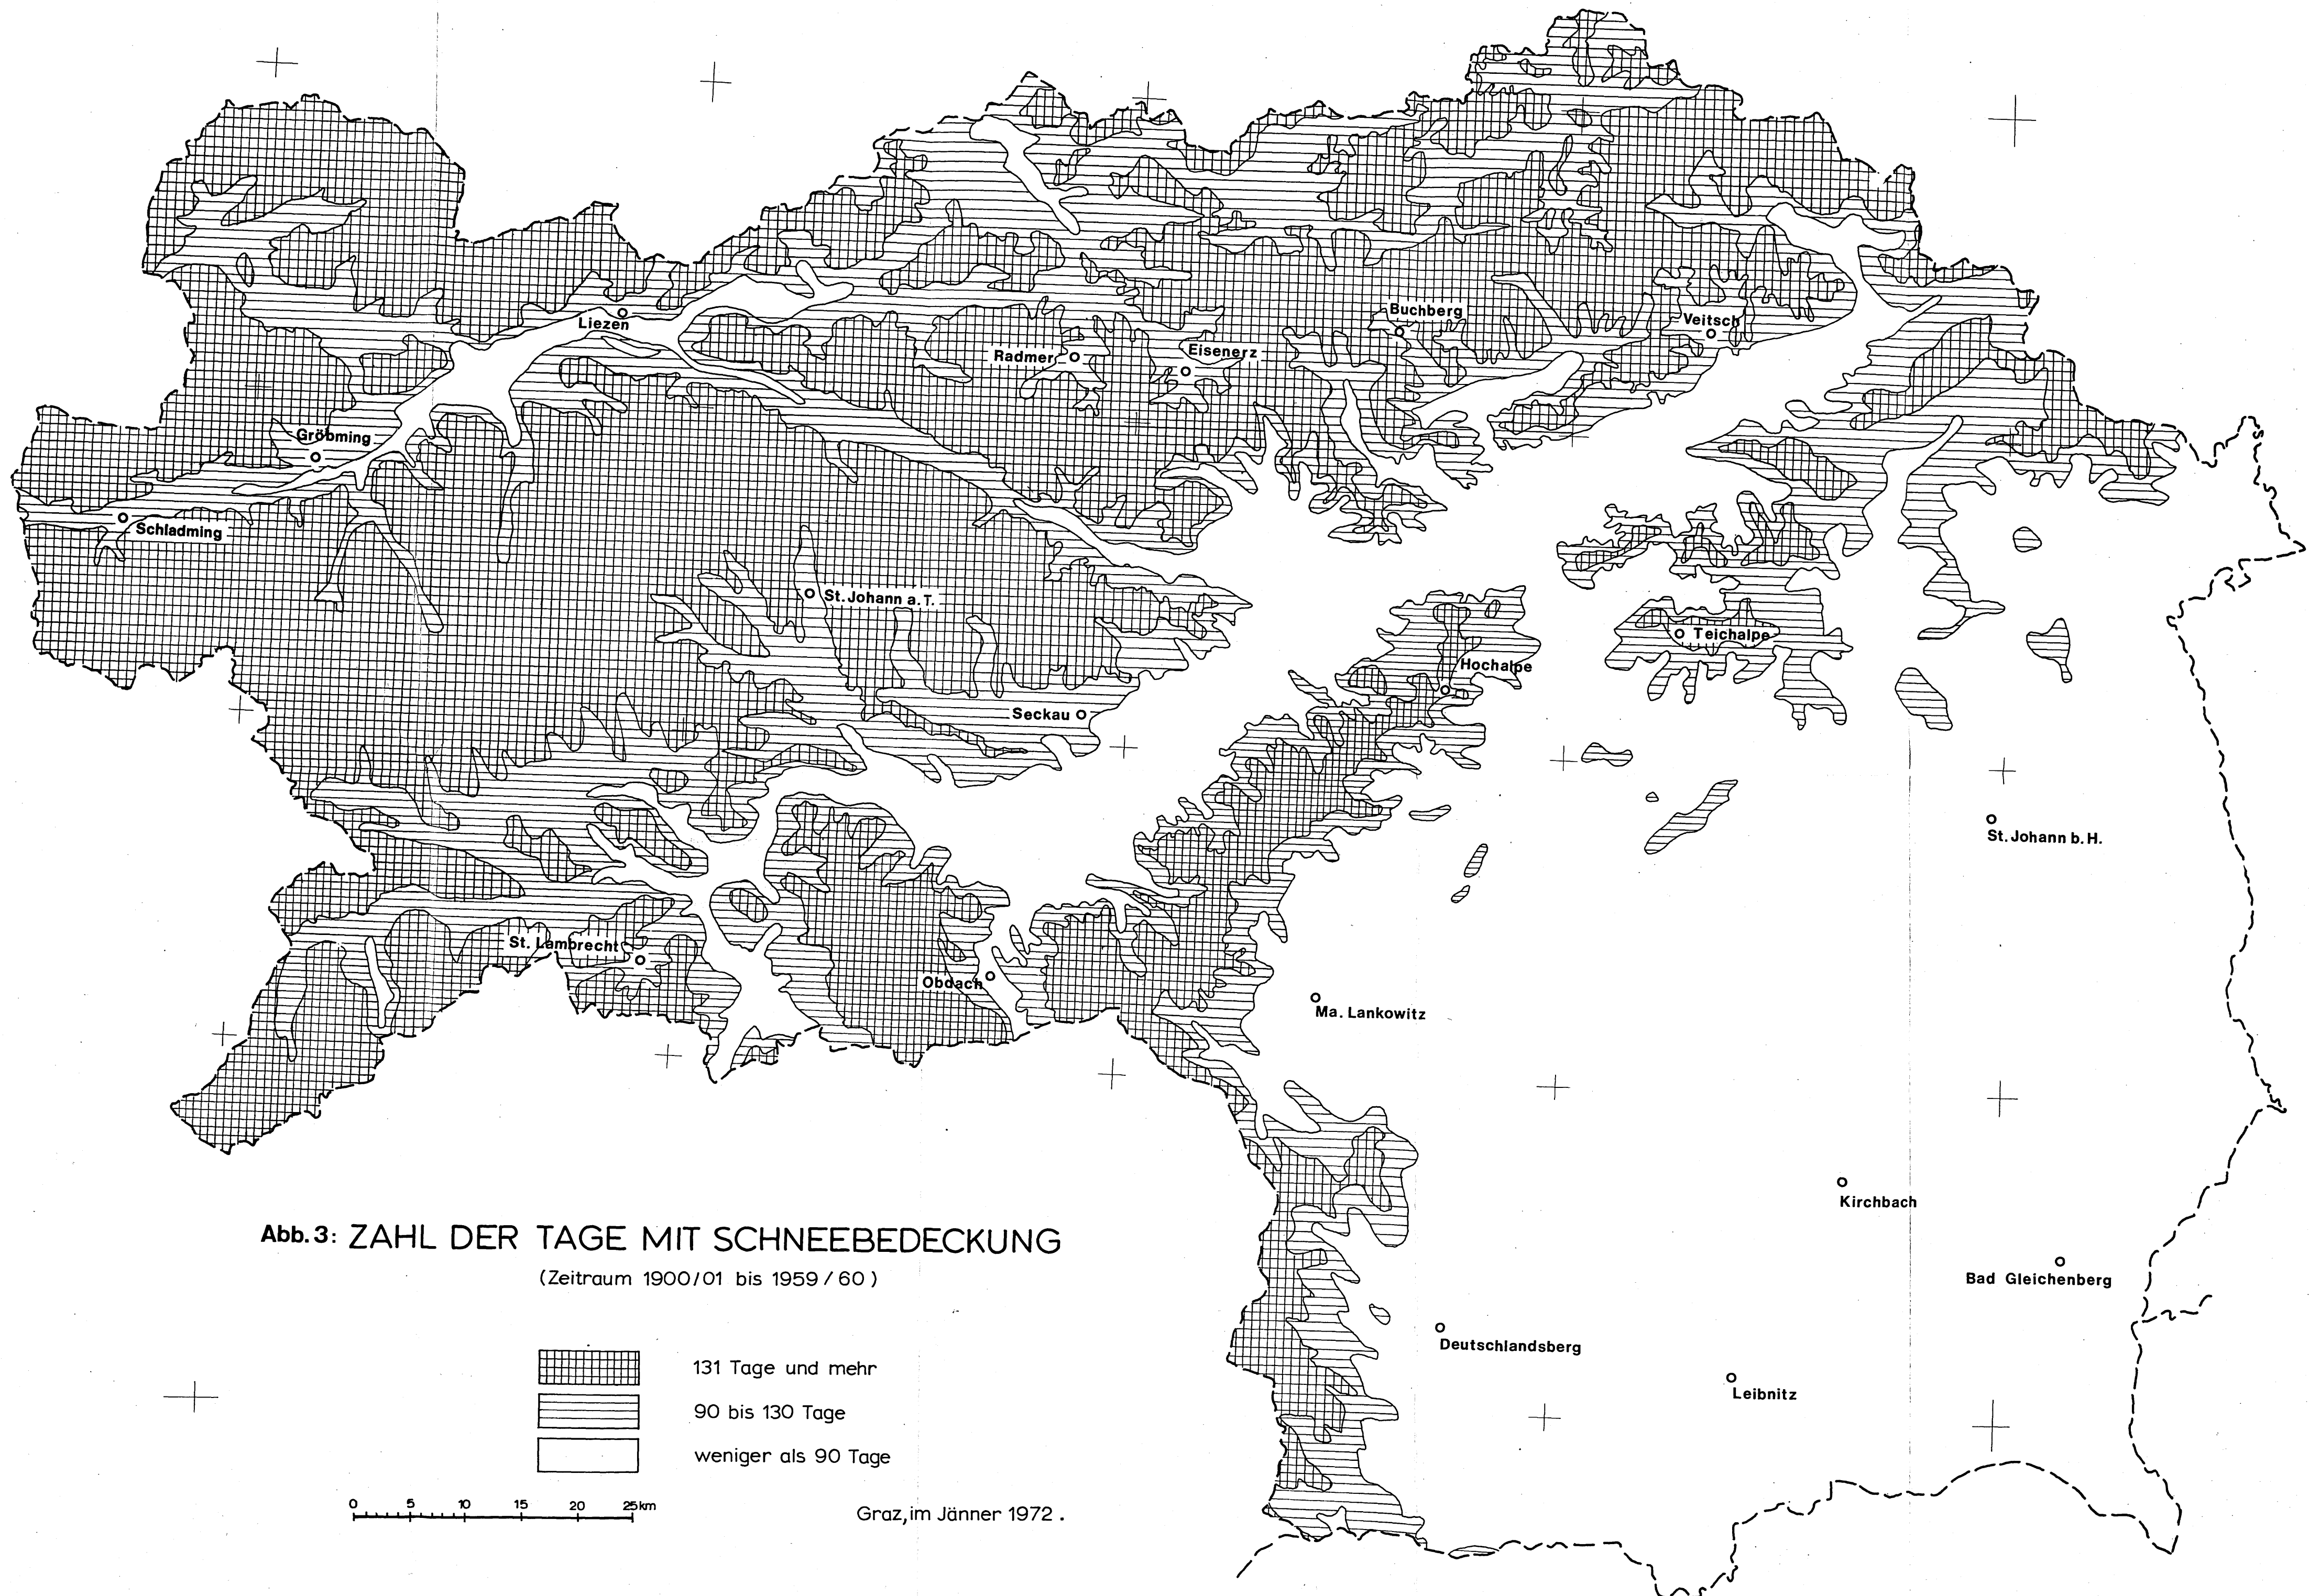 Buchberg
Liezen
Veitsch
Radmer
Eisenerz
Gröbming
Schladming
St. Johann a. T.
Teichalpe
Hochalpe
Seckau
St. Johann b. H.
St. Lambrecht
Obdach
Ma. Lankowitz
Kirchbach
Bad Gleichenberg
Deutschlandsberg
Leibnitz
Abb. 3: ZAHL DER TAGE MIT SCHNEEBEDECKUNG
(Zeitraum 1900/01 bis 1959/60)
131 Tage und mehr
90 bis 130 Tage
weniger als 90 Tage
0 5 10 15 20 25 km
Graz, im Jänner 1972.